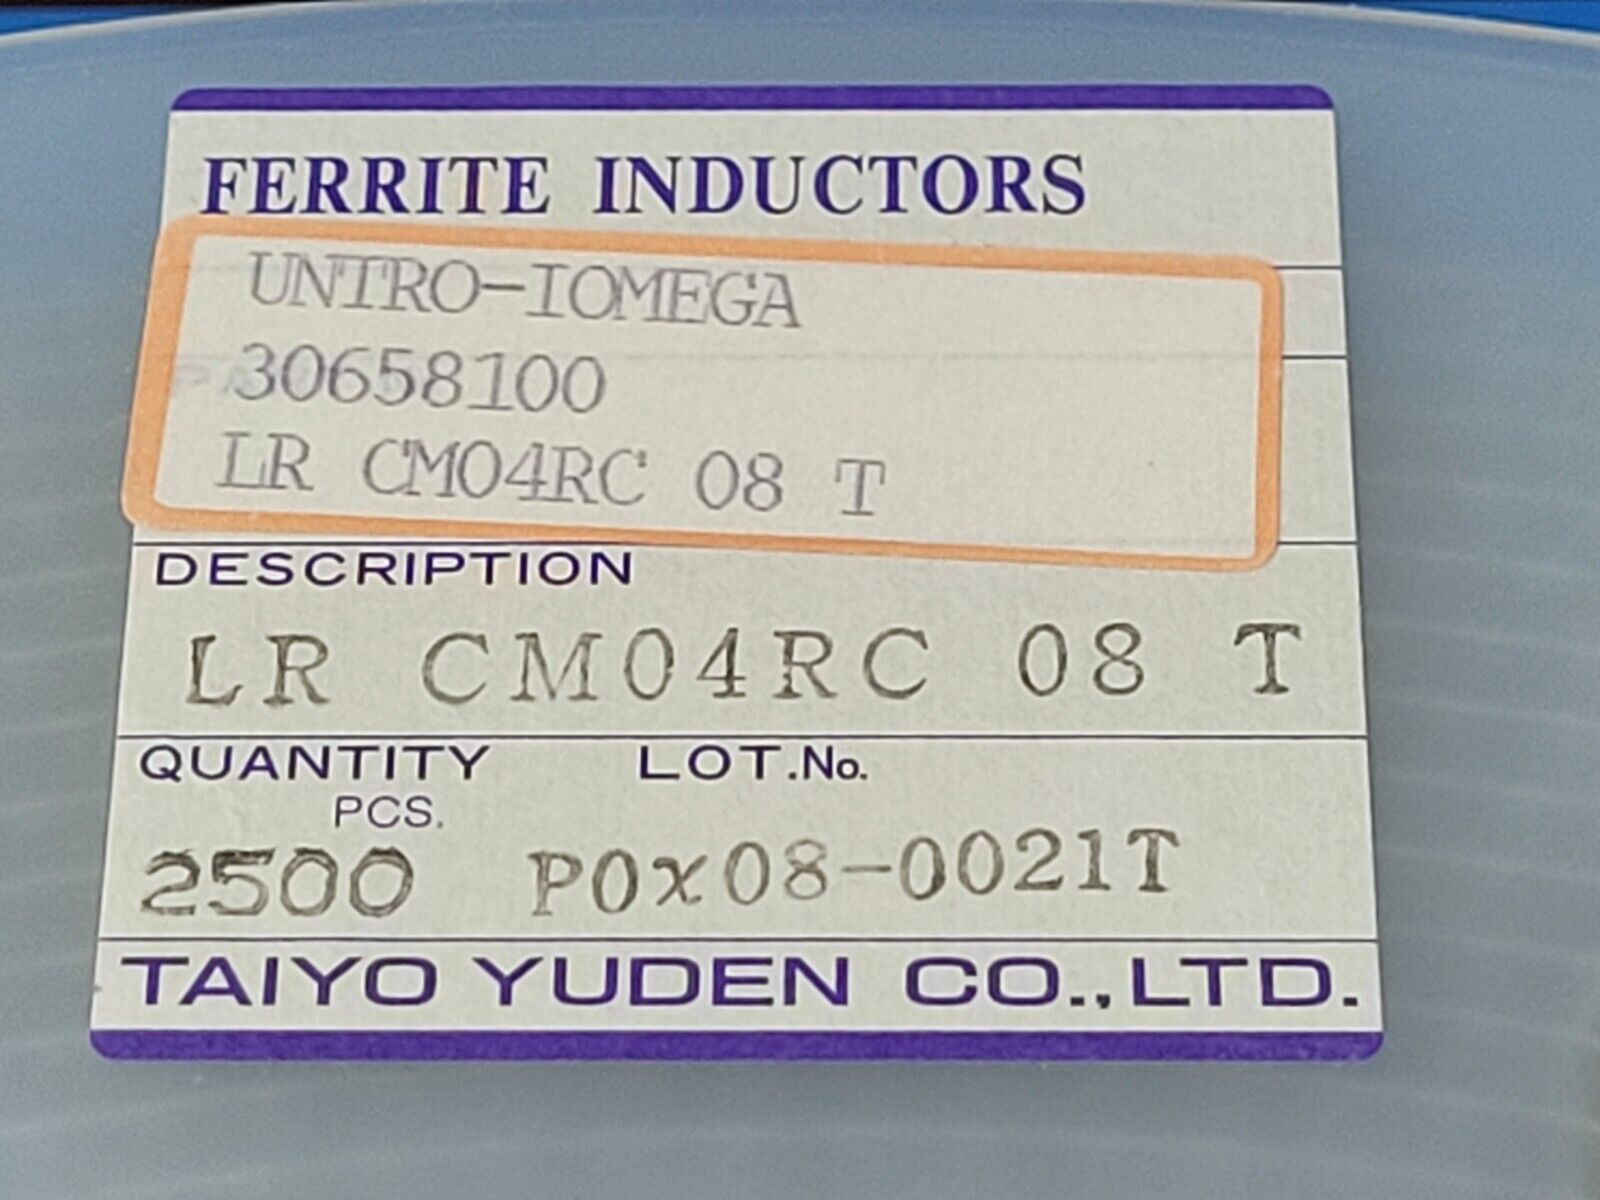 FERRITE INDUCTORS
UNTRO-IOMEGA
30658100
LR CM04RC 08 T
DESCRIPTION
LR CM04RC 08 T
QUANTITY LOT.No.
PCS.
2500 P0x08-0021T
TAIYO YUDEN CO.,LTD.